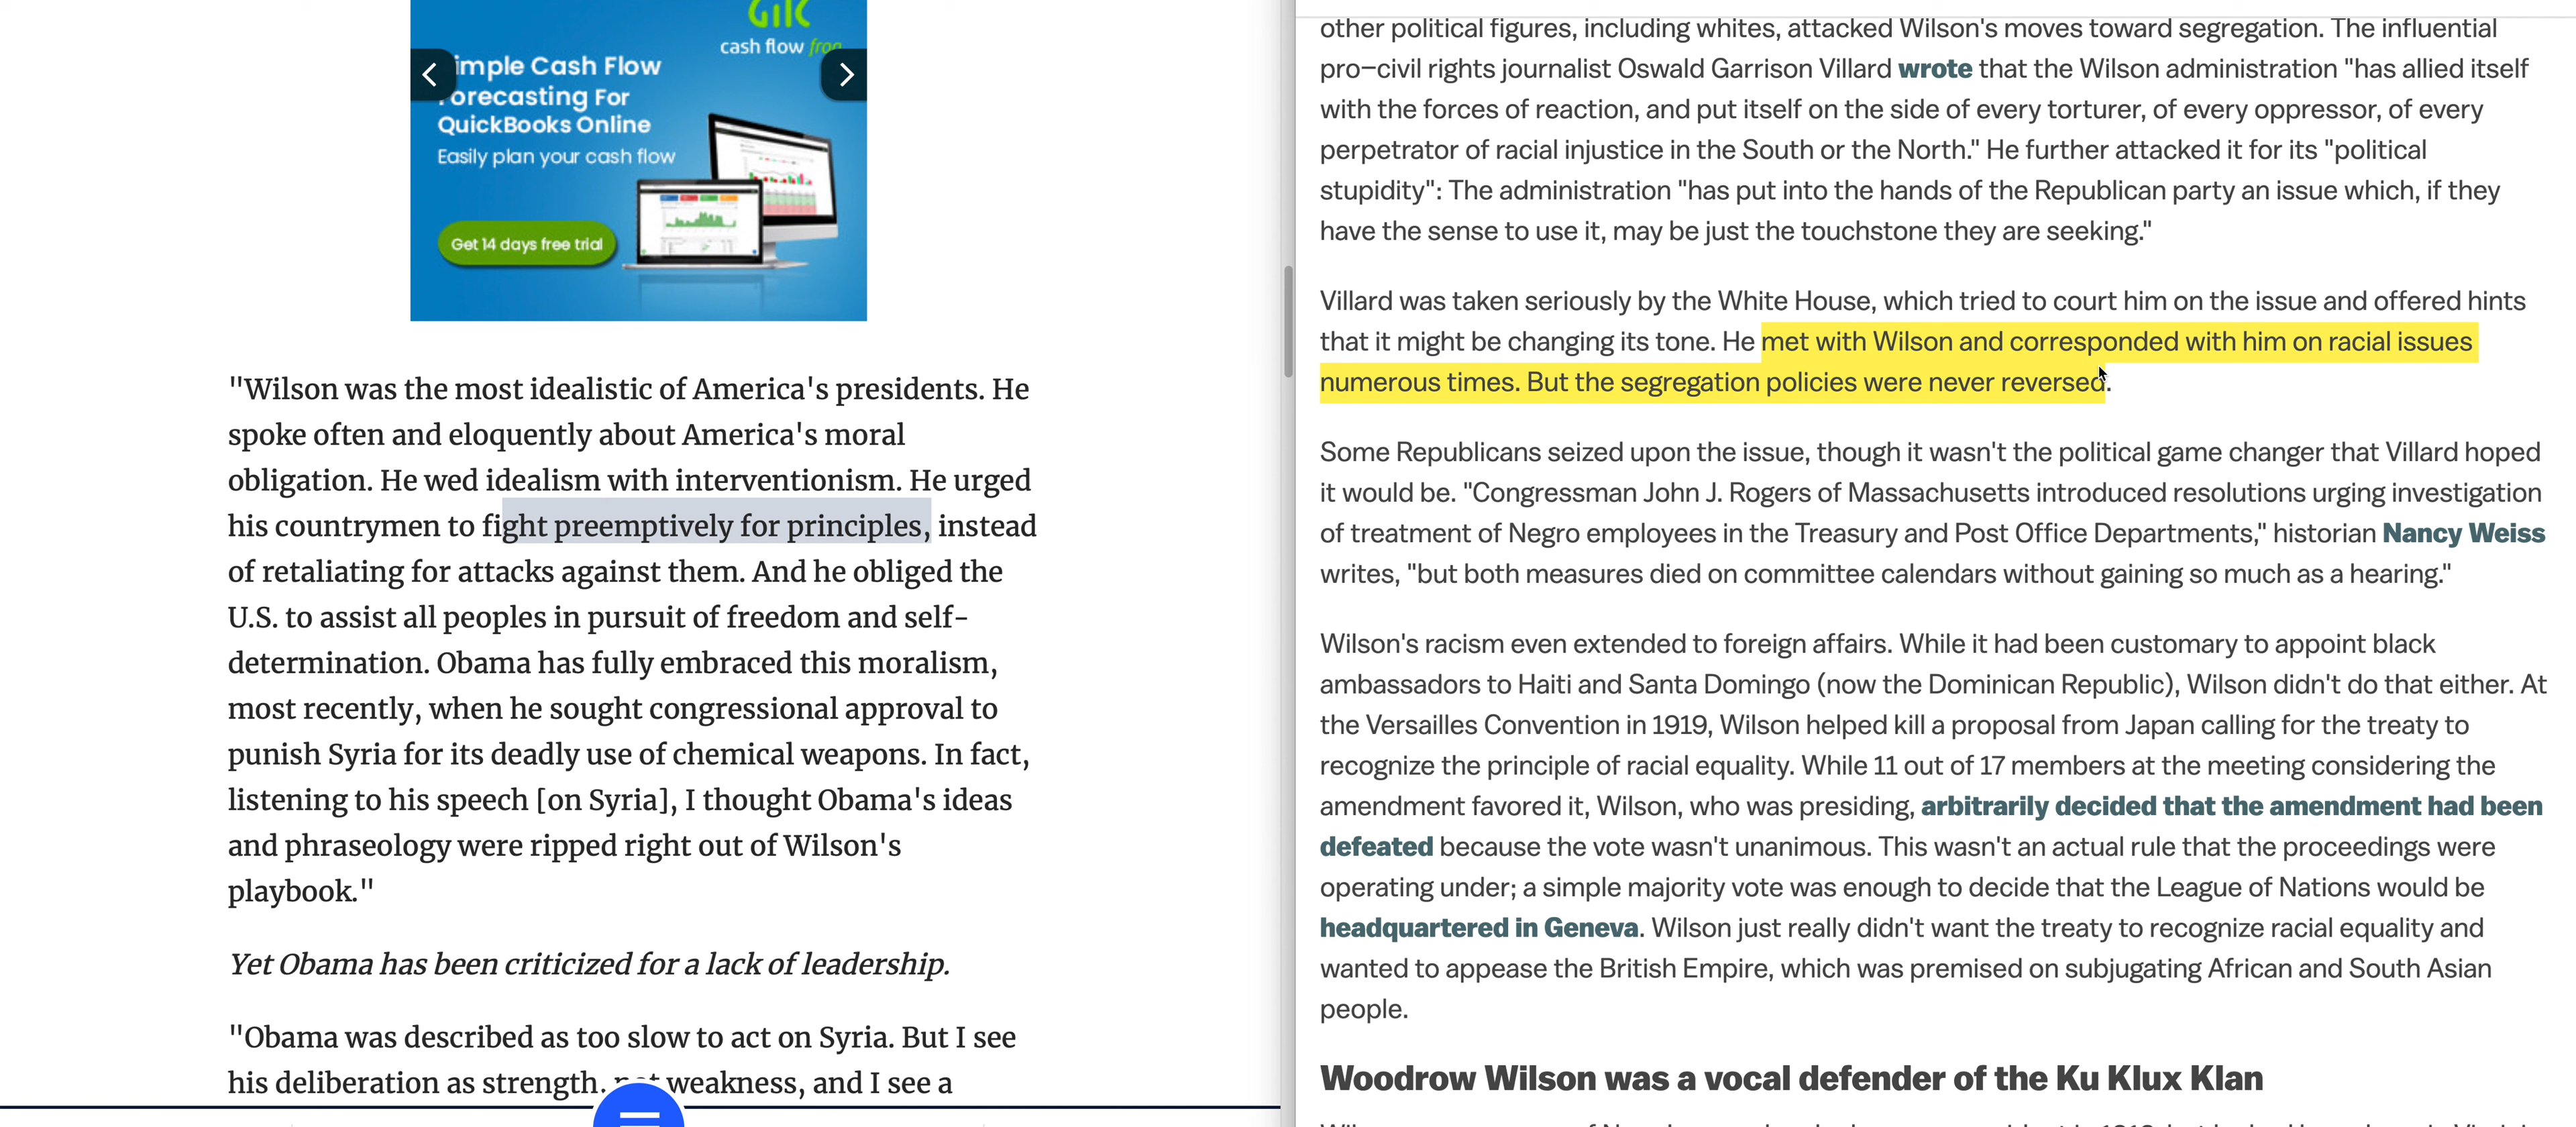 GiK
cash flow frog
imple Cash Flow
orecasting For
QuickBooks Online
Easily plan your cash flow
Get 14 days free trial
"Wilson was the most idealistic of America's presidents. He
spoke often and eloquently about America's moral
obligation. He wed idealism with interventionism. He urged
his countrymen to fight preemptively for principles, instead
of retaliating for attacks against them. And he obliged the
U.S. to assist all peoples in pursuit of freedom and self-
determination. Obama has fully embraced this moralism,
most recently, when he sought congressional approval to
punish Syria for its deadly use of chemical weapons. In fact,
listening to his speech [on Syria], I thought Obama's ideas
and phraseology were ripped right out of Wilson's
playbook."
Yet Obama has been criticized for a lack of leadership.
"Obama was described as too slow to act on Syria. But I see
his deliberation as strength, not weakness, and I see a
other political figures, including whites, attacked Wilson's moves toward segregation. The influential
pro–civil rights journalist Oswald Garrison Villard wrote that the Wilson administration "has allied itself
with the forces of reaction, and put itself on the side of every torturer, of every oppressor, of every
perpetrator of racial injustice in the South or the North." He further attacked it for its "political
stupidity": The administration "has put into the hands of the Republican party an issue which, if they
have the sense to use it, may be just the touchstone they are seeking."
Villard was taken seriously by the White House, which tried to court him on the issue and offered hints
that it might be changing its tone. He met with Wilson and corresponded with him on racial issues
numerous times. But the segregation policies were never reversed.
Some Republicans seized upon the issue, though it wasn't the political game changer that Villard hoped
it would be. "Congressman John J. Rogers of Massachusetts introduced resolutions urging investigation
of treatment of Negro employees in the Treasury and Post Office Departments," historian Nancy Weiss
writes, "but both measures died on committee calendars without gaining so much as a hearing."
Wilson's racism even extended to foreign affairs. While it had been customary to appoint black
ambassadors to Haiti and Santa Domingo (now the Dominican Republic), Wilson didn't do that either. At
the Versailles Convention in 1919, Wilson helped kill a proposal from Japan calling for the treaty to
recognize the principle of racial equality. While 11 out of 17 members at the meeting considering the
amendment favored it, Wilson, who was presiding, arbitrarily decided that the amendment had been
defeated because the vote wasn't unanimous. This wasn't an actual rule that the proceedings were
operating under; a simple majority vote was enough to decide that the League of Nations would be
headquartered in Geneva. Wilson just really didn't want the treaty to recognize racial equality and
wanted to appease the British Empire, which was premised on subjugating African and South Asian
people.
Woodrow Wilson was a vocal defender of the Ku Klux Klan